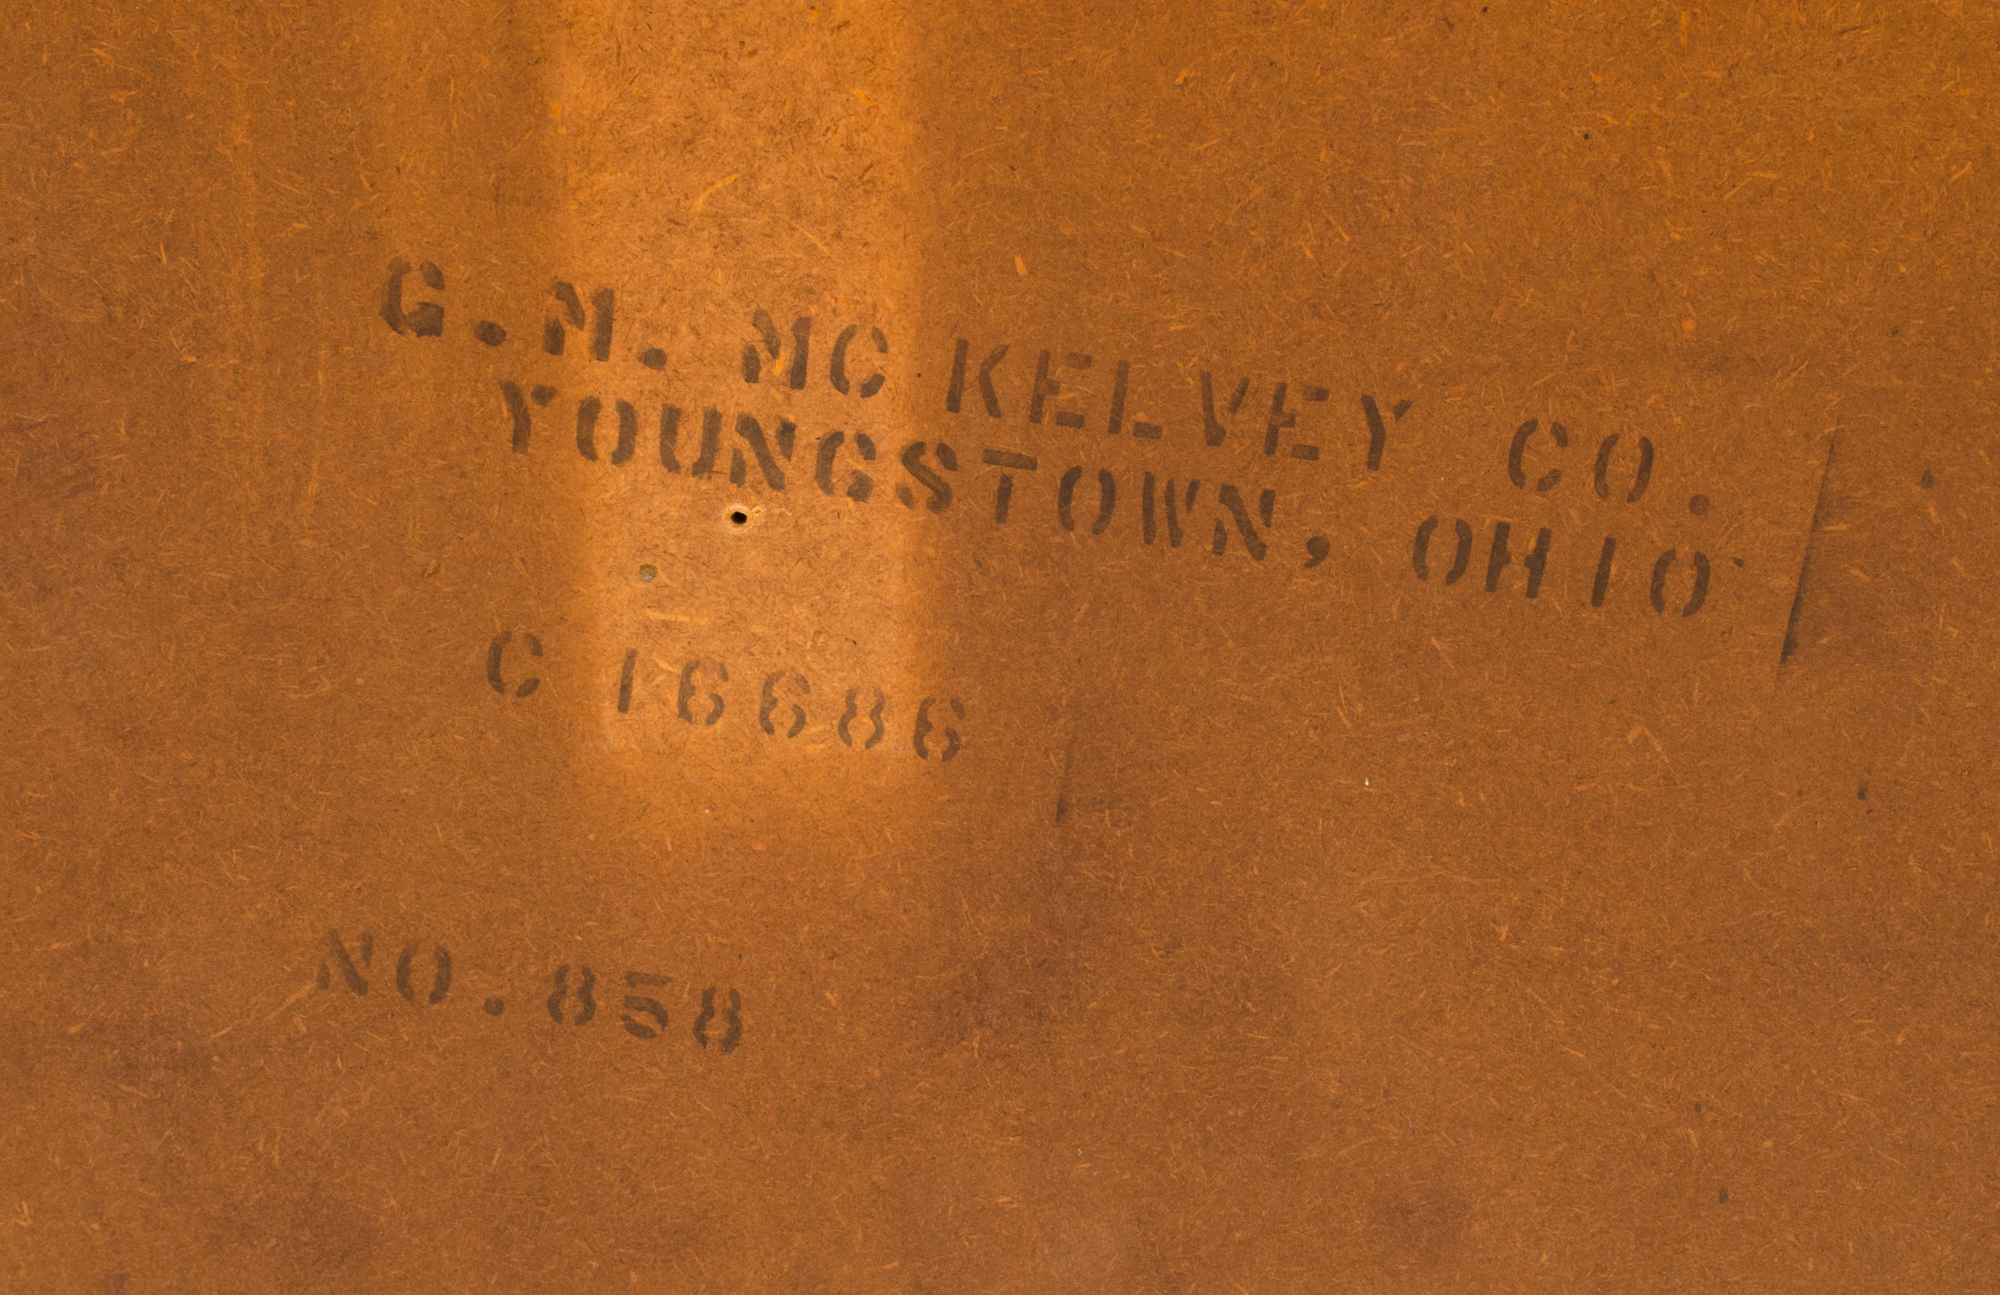 G.M. MC KELVEY CO.
YOUNGSTOWN, OHIO
C 16686
NO.858